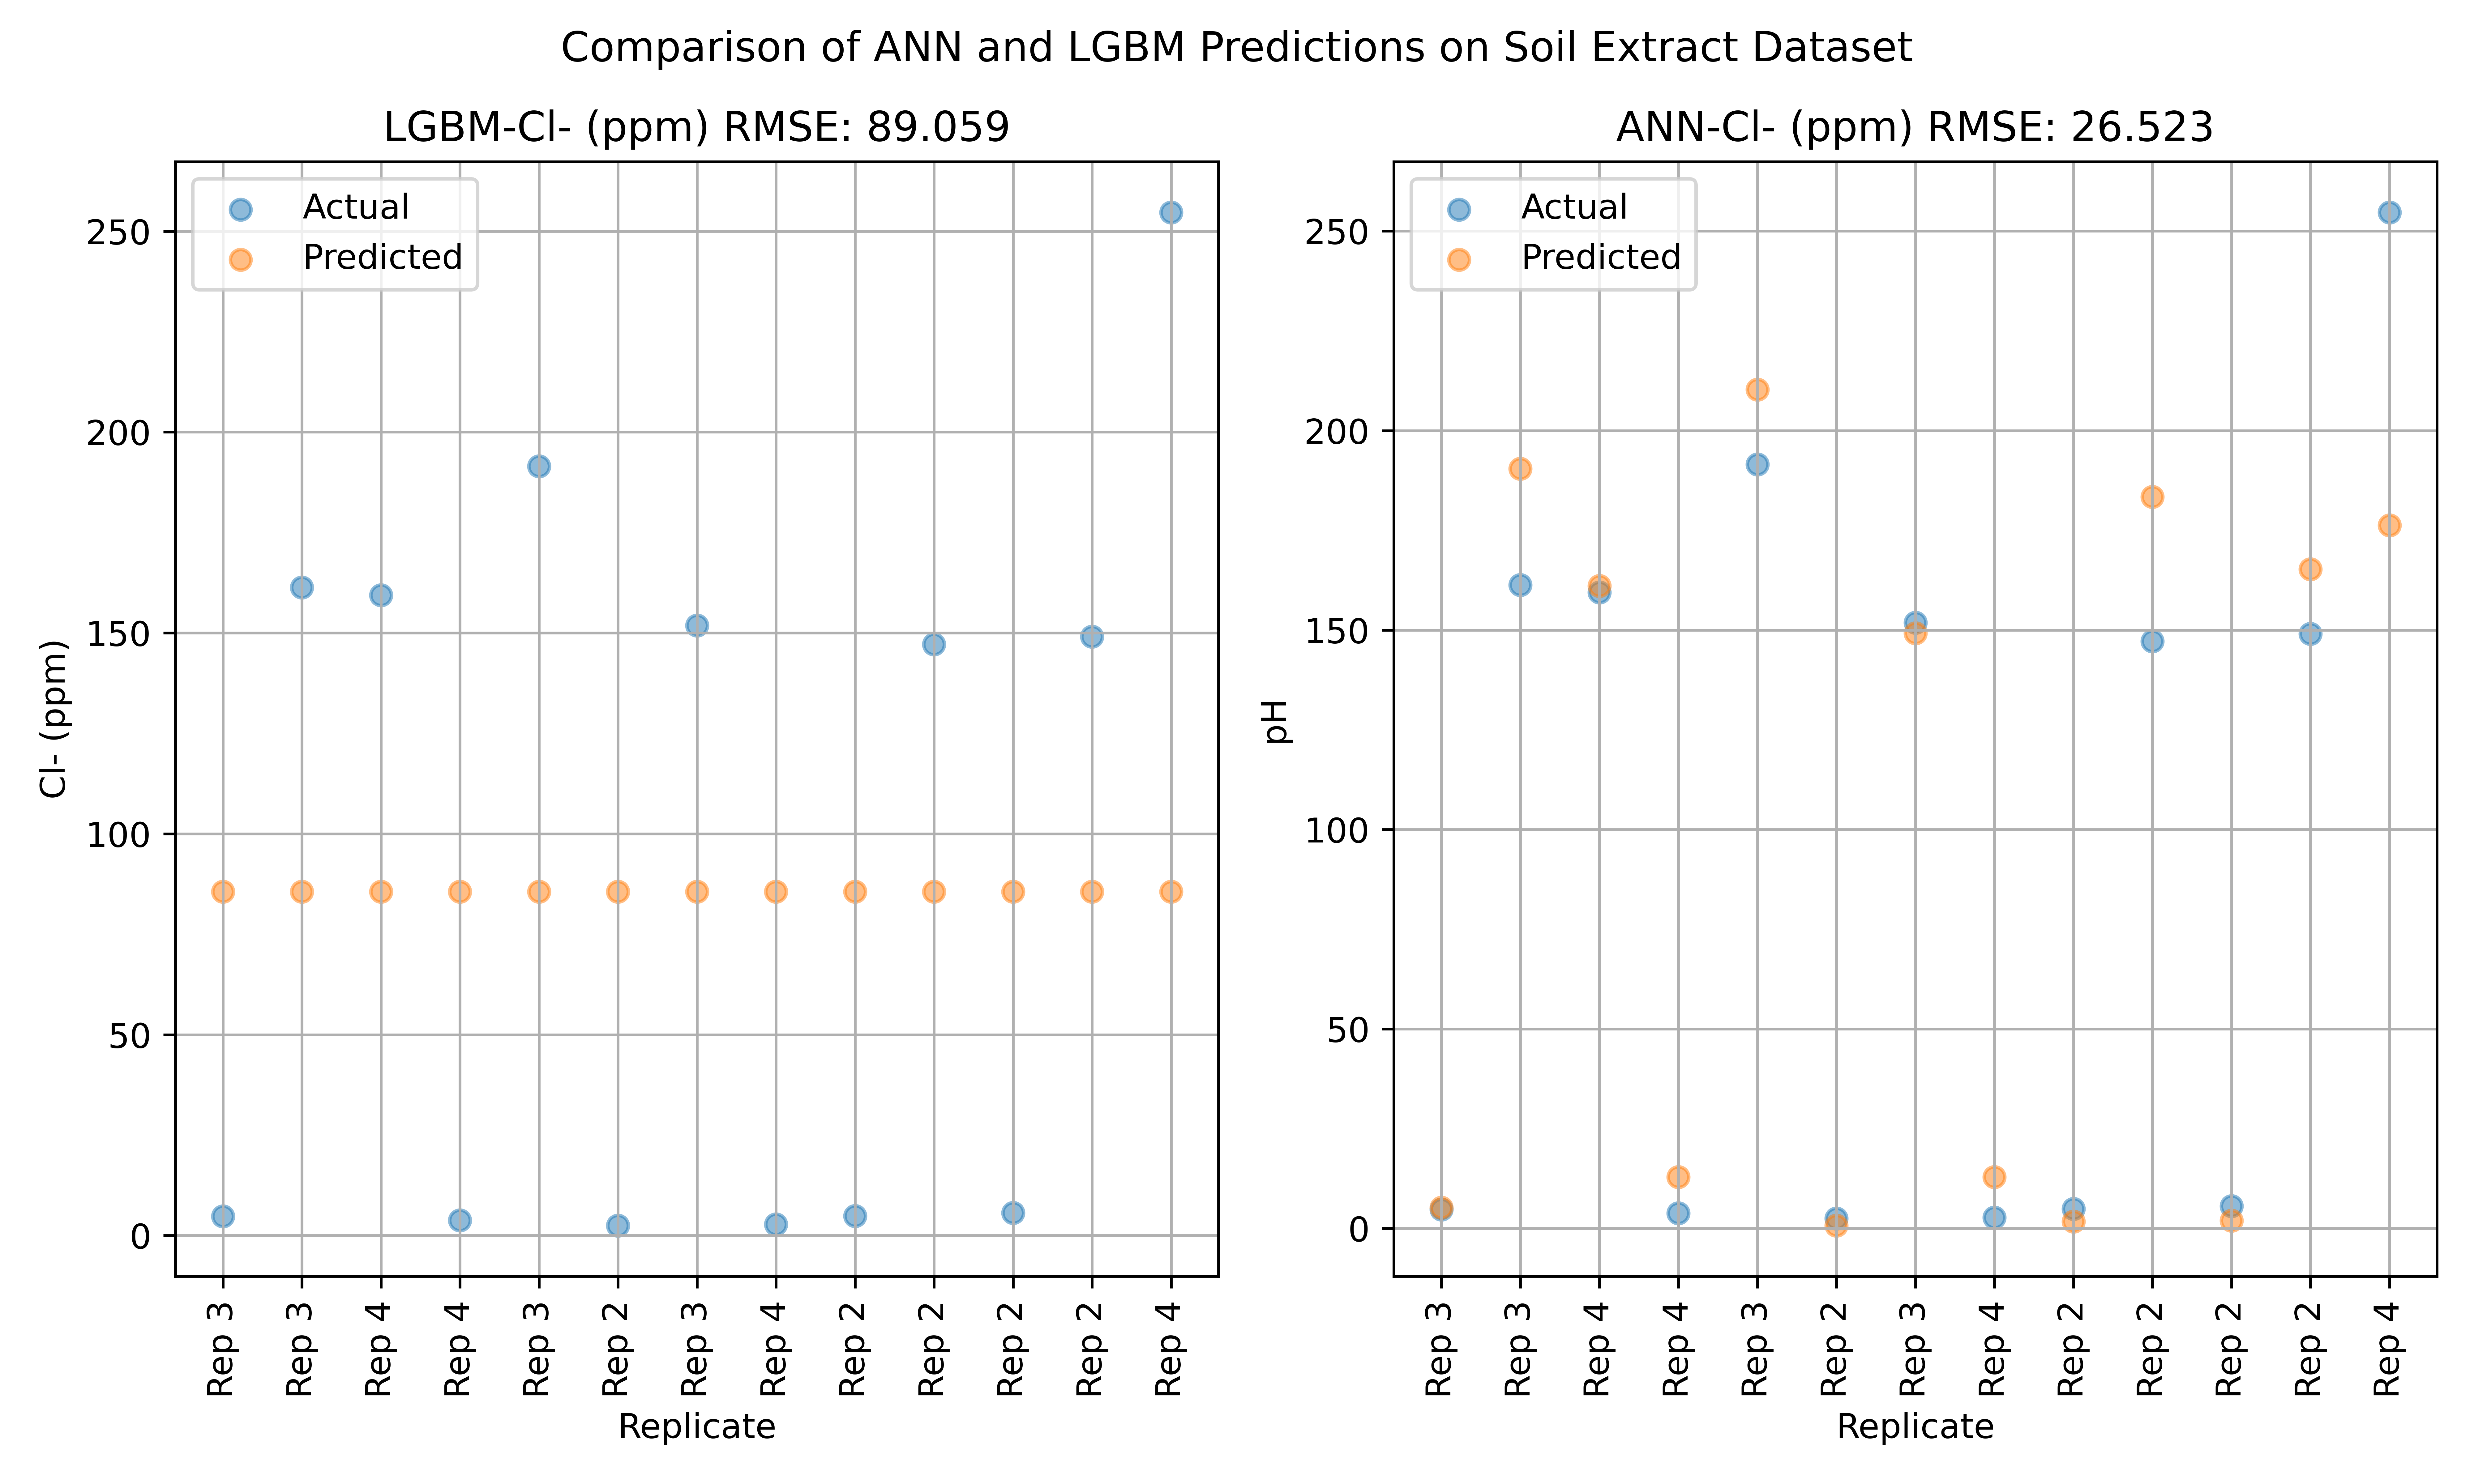 Comparison of ANN and LGBM Predictions on Soil Extract Dataset
LGBM-Cl- (ppm) RMSE: 89.059
Actual
Predicted
Cl- (ppm)
250
200
150
100
50
0
Rep 3
Rep 3
Rep 4
Rep 4
Rep 3
Rep 2
Rep 3
Rep 4
Rep 2
Rep 2
Rep 2
Rep 2
Rep 4
Replicate
ANN-Cl- (ppm) RMSE: 26.523
Actual
Predicted
pH
250
200
150
100
50
0
Rep 3
Rep 3
Rep 4
Rep 4
Rep 3
Rep 2
Rep 3
Rep 4
Rep 2
Rep 2
Rep 2
Rep 2
Rep 4
Replicate